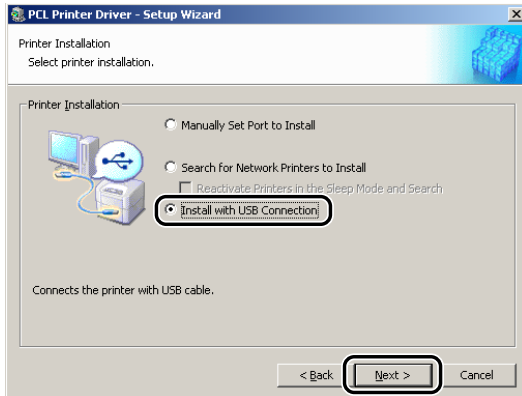 PCL Printer Driver - Setup Wizard
Printer Installation
Select printer installation.
Printer Installation
Manually Set Port to Install
Search for Network Printers to Install
Reactivate Printers in the Sleep Mode and Search
Install with USB Connection
Connects the printer with USB cable.
< Back
Next >
Cancel